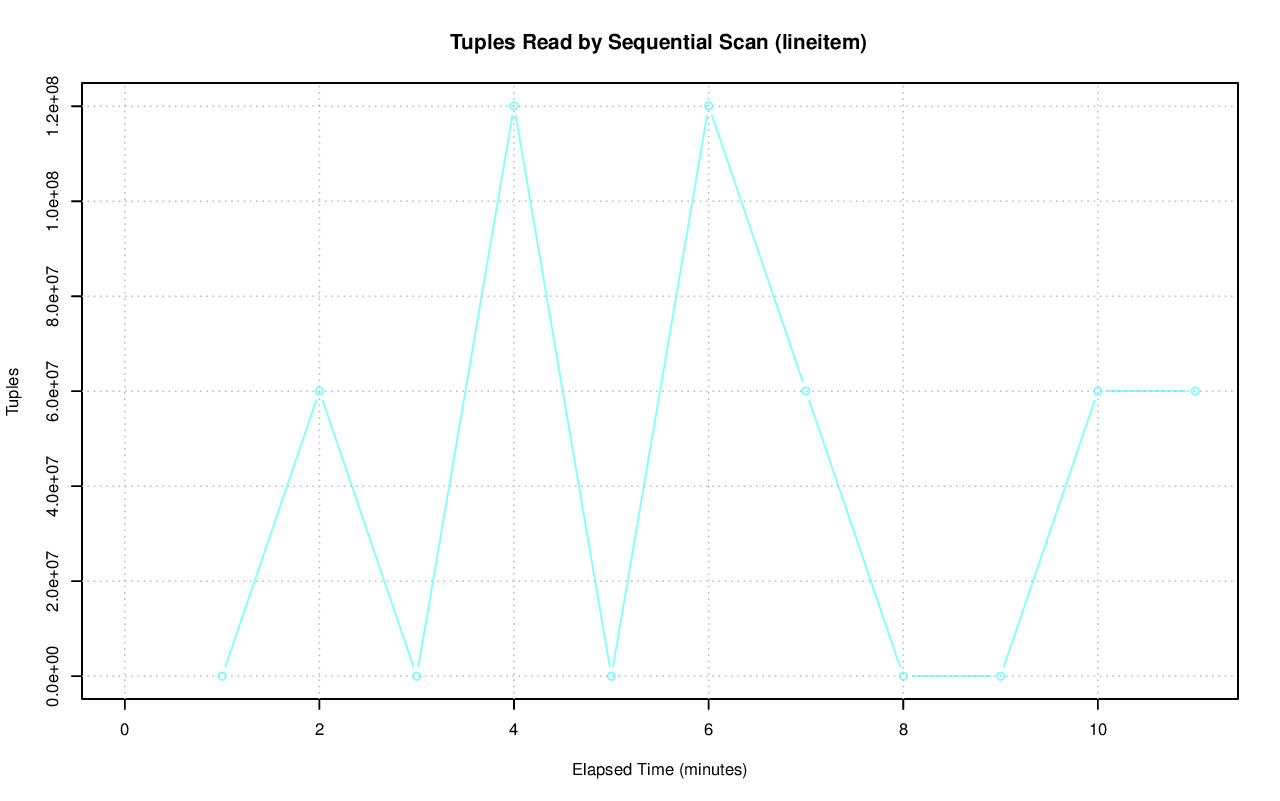 Tuples Read by Sequential Scan (lineitem)
1.2e+08
1.0e+08
8.0e+07
6.0e+07
4.0e+07
2.0e+07
0.0e+00
Tuples
0 2 4 6 8 10
Elapsed Time (minutes)